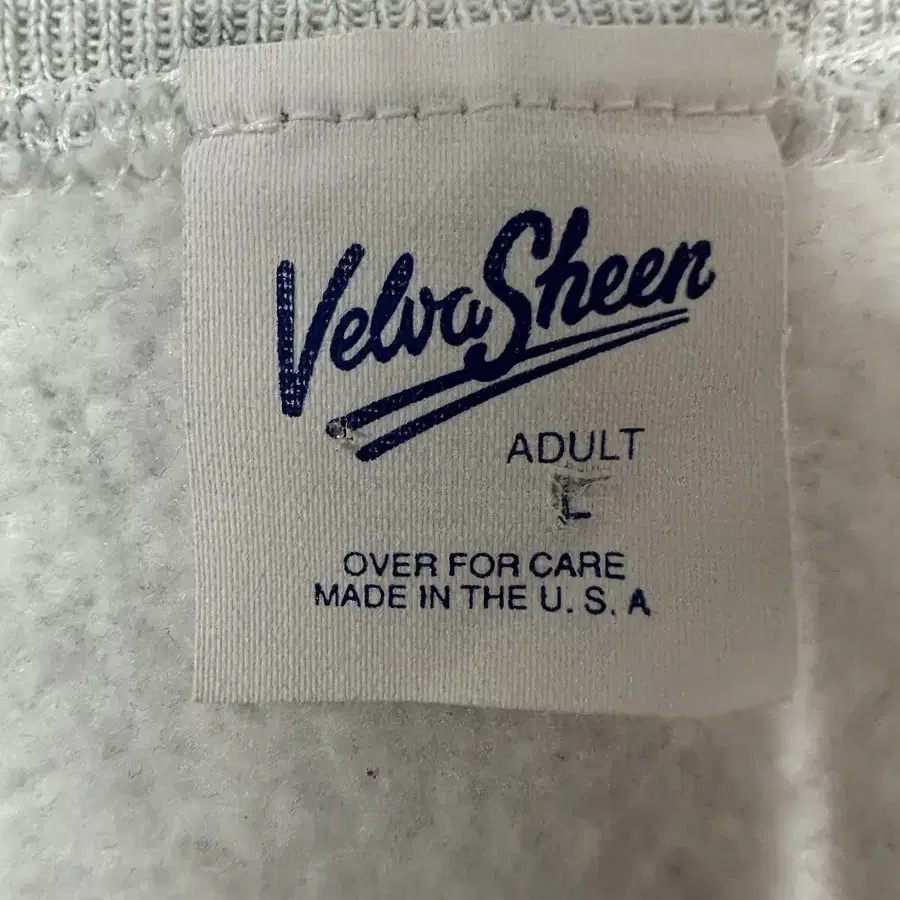 VelvaSheen
ADULT
L
OVER FOR CARE
MADE IN THE U. S. A